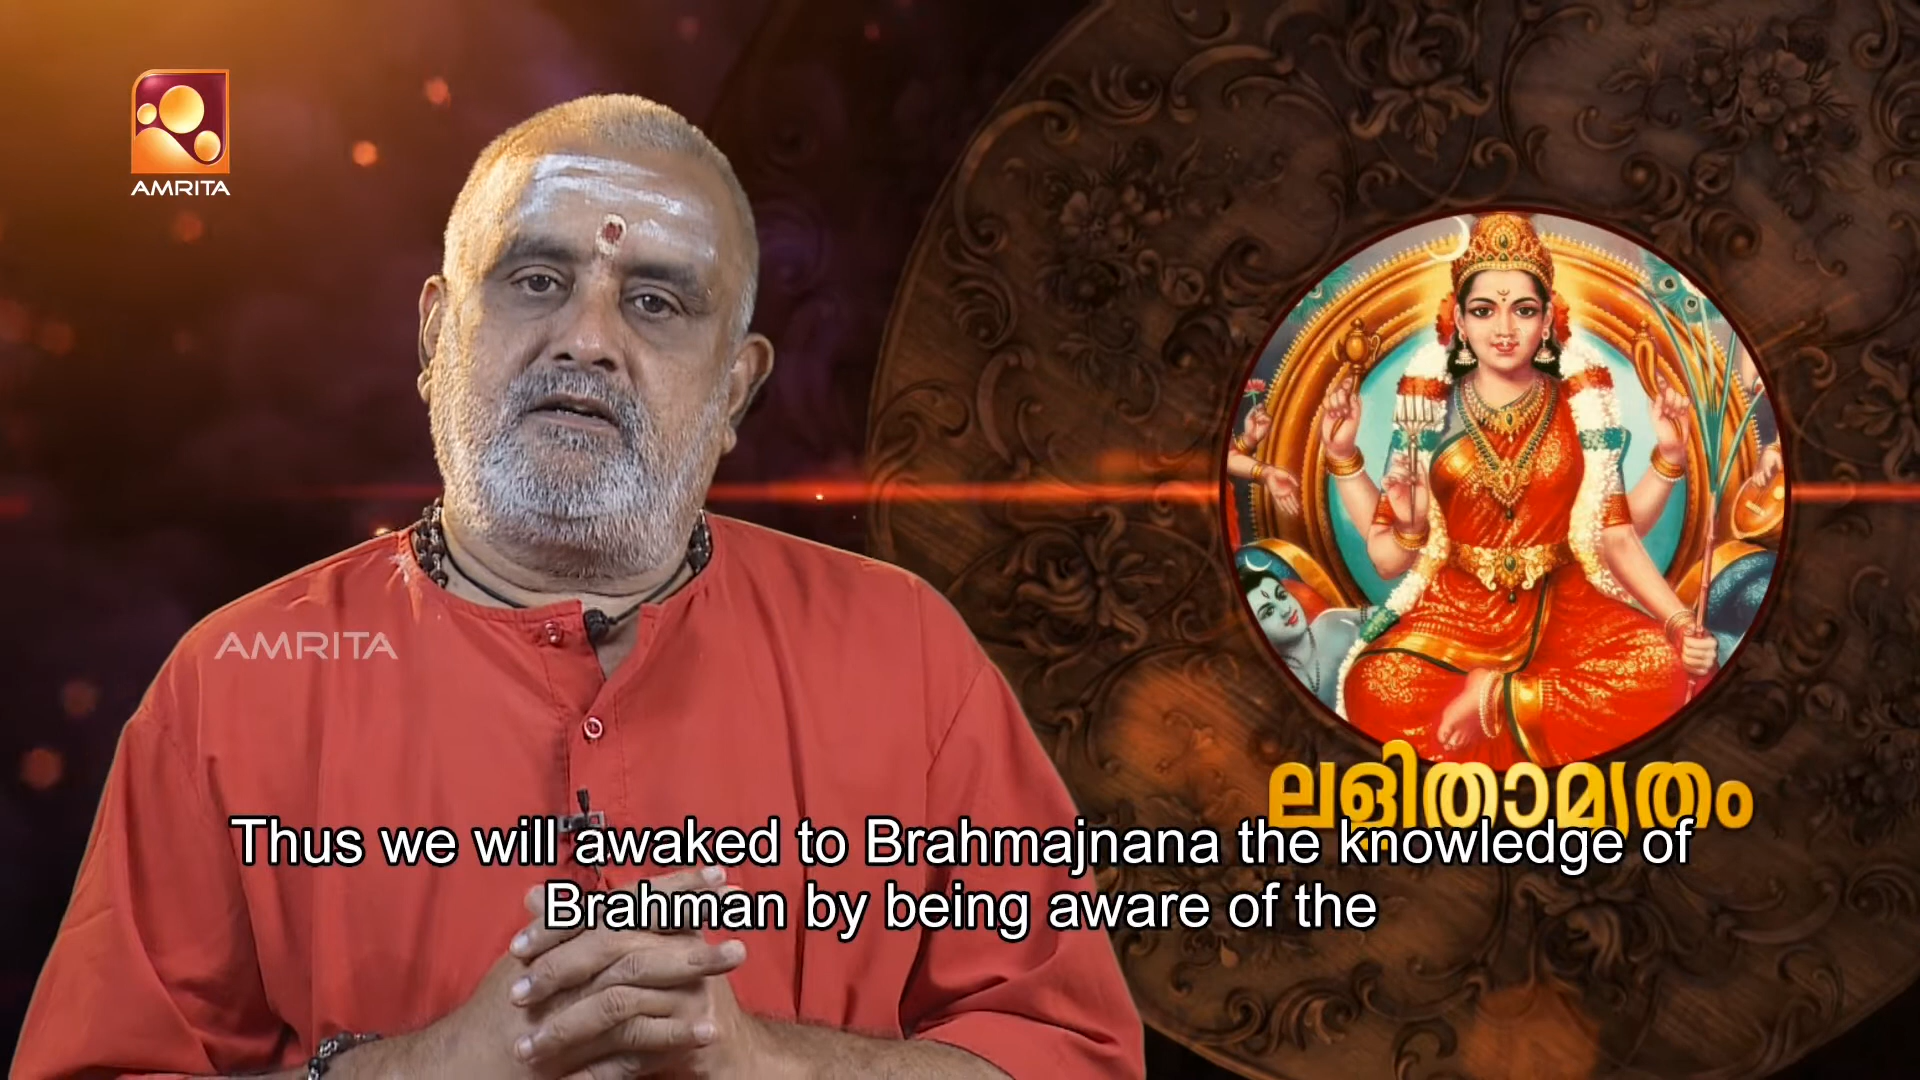 AMRITA
AMRITA
ലളിതാമൃതം
Thus we will awaked to Brahmajnana the knowledge of
Brahman by being aware of the